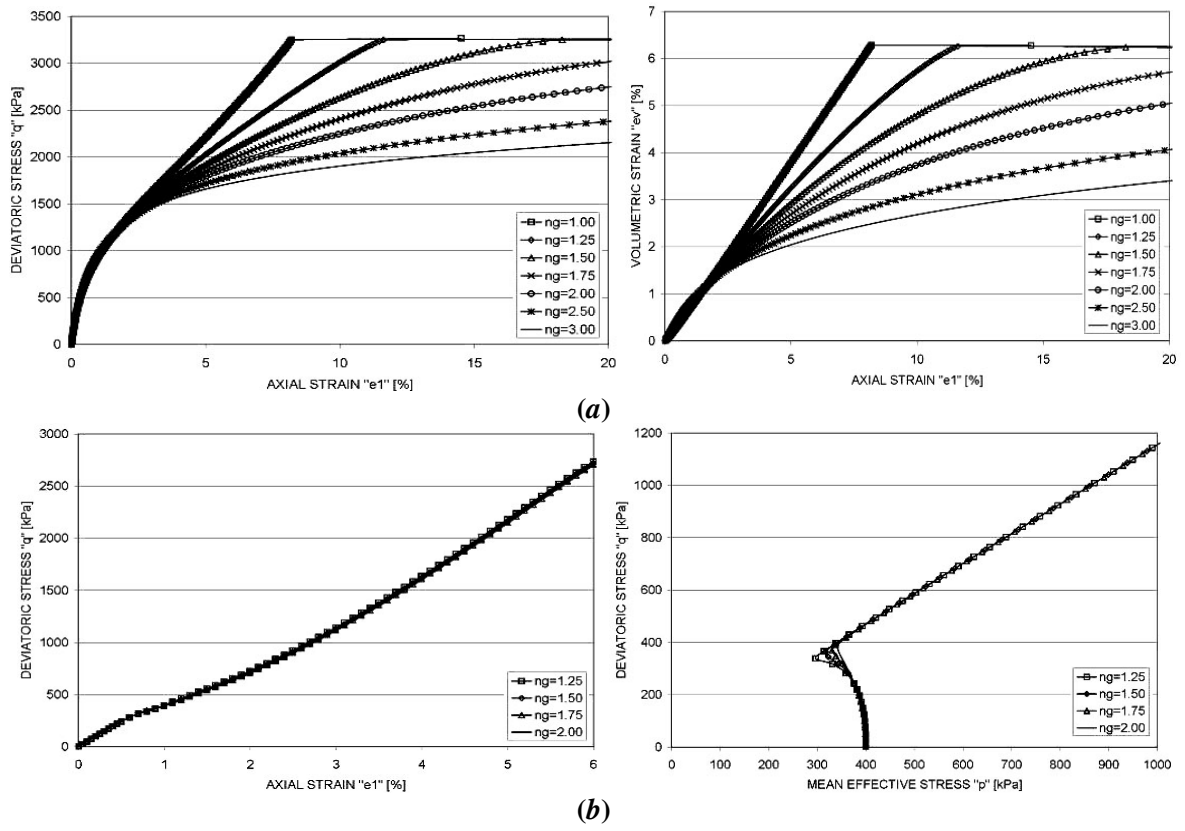 3500
3000
2500
2000
1500
1000
500
0
DEVIATORIC STRESS "q" [kPa]
0 5 10 15 20
AXIAL STRAIN "e1" [%]
ng=1.00
ng=1.25
ng=1.50
ng=1.75
ng=2.00
ng=2.50
ng=3.00
7
6
5
4
3
2
1
0
VOLUMETRIC STRAIN "ev" [%]
0 5 10 15 20
AXIAL STRAIN "e1" [%]
ng=1.00
ng=1.25
ng=1.50
ng=1.75
ng=2.00
ng=2.50
ng=3.00
(a)
3000
2500
2000
1500
1000
500
0
DEVIATORIC STRESS "q" [kPa]
0 1 2 3 4 5 6
AXIAL STRAIN "e1" [%]
ng=1.25
ng=1.50
ng=1.75
ng=2.00
1200
1000
800
600
400
200
0
DEVIATORIC STRESS "q" [kPa]
0 100 200 300 400 500 600 700 800 900 1000
MEAN EFFECTIVE STRESS "p" [kPa]
ng=1.25
ng=1.50
ng=1.75
ng=2.00
(b)